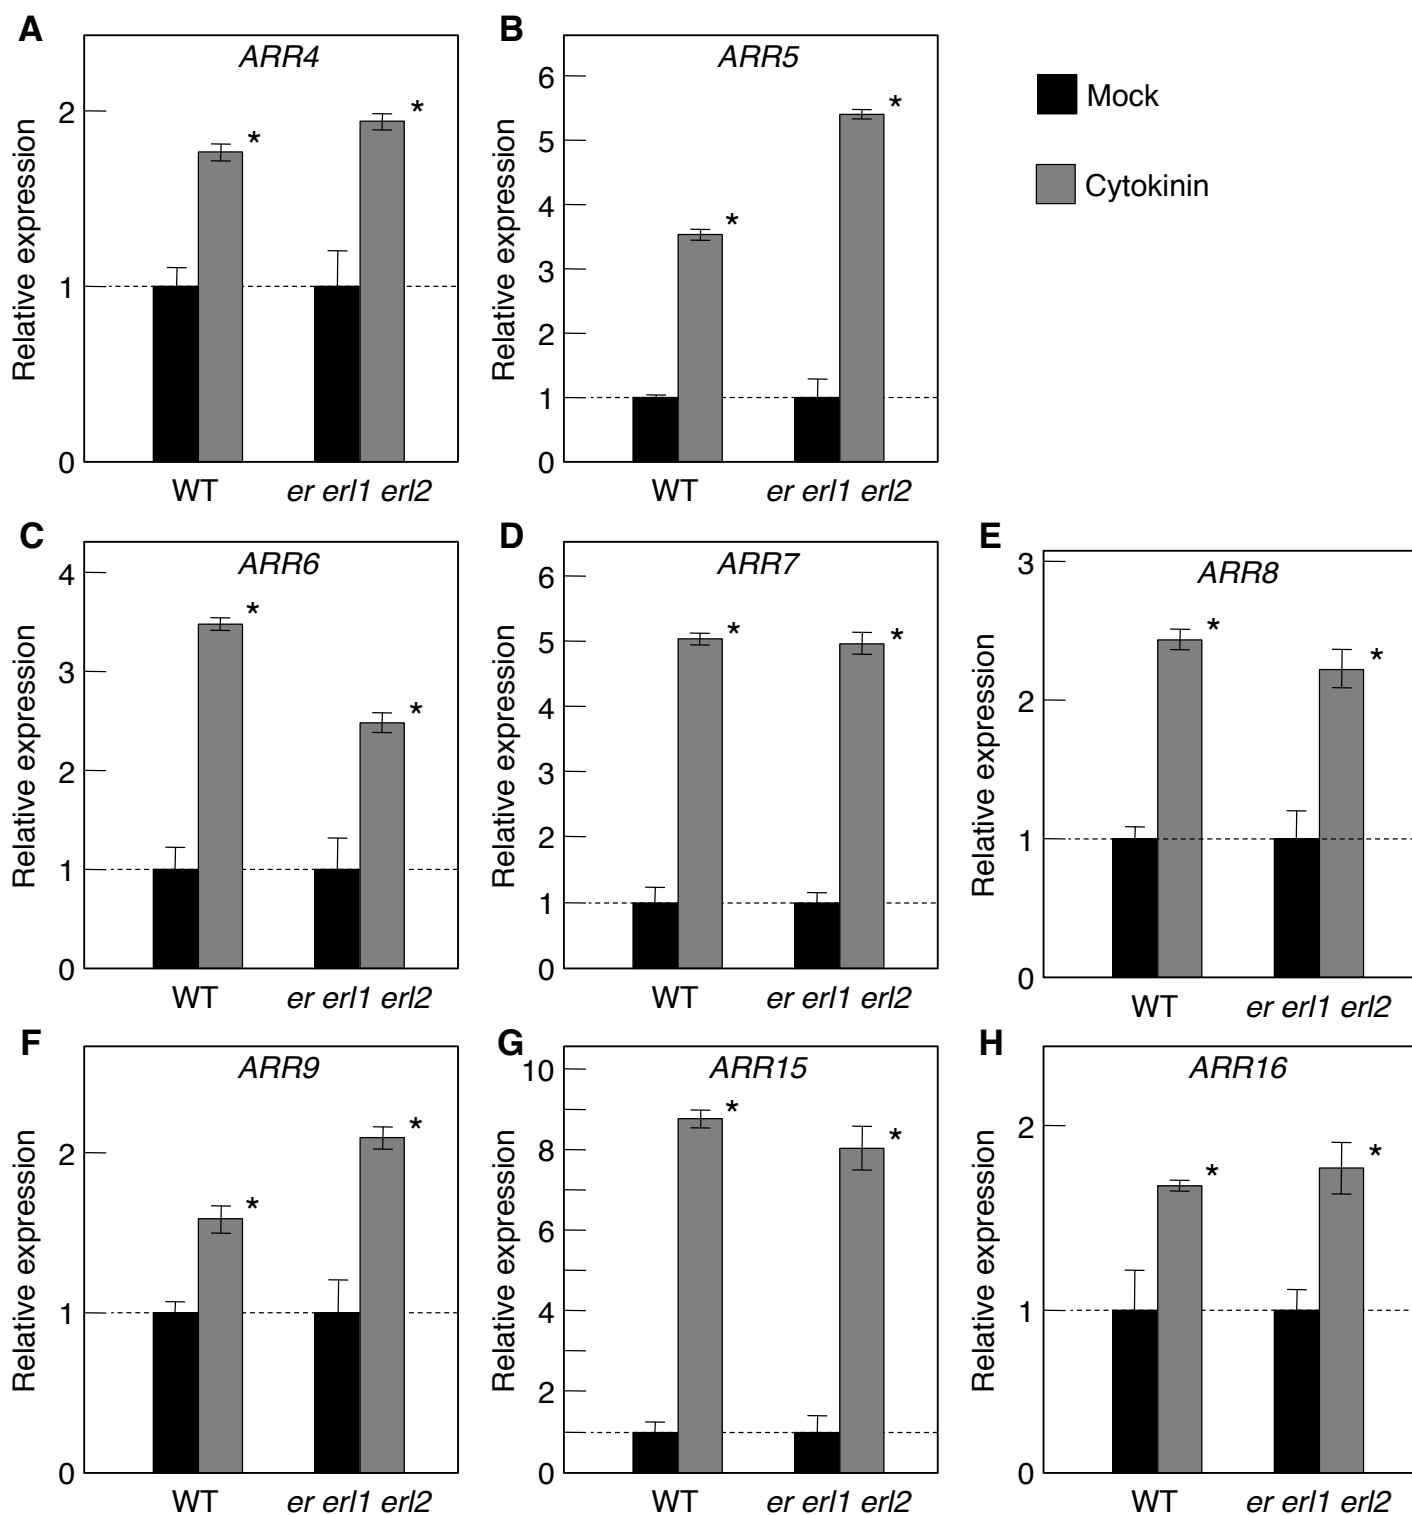 A
ARR4
Relative expression
2
1
0
WT er erl1 erl2
B
ARR5
Relative expression
6
5
4
3
2
1
0
WT er erl1 erl2
Mock
Cytokinin
C
ARR6
Relative expression
4
3
2
1
0
WT er erl1 erl2
D
ARR7
Relative expression
6
5
4
3
2
1
0
WT er erl1 erl2
E
ARR8
Relative expression
3
2
1
0
WT er erl1 erl2
F
ARR9
Relative expression
2
1
0
WT er erl1 erl2
G
ARR15
Relative expression
10
8
6
4
2
0
WT er erl1 erl2
H
ARR16
Relative expression
2
1
0
WT er erl1 erl2